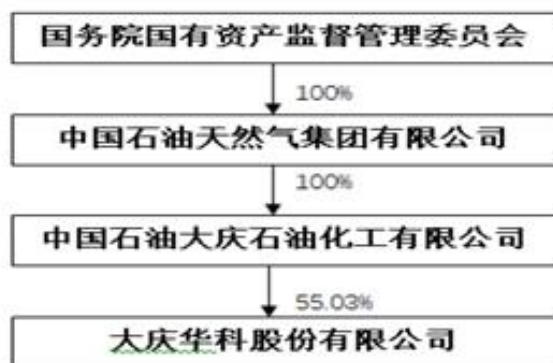 国务院国有资产监督管理委员会
100%
中国石油天然气集团有限公司
100%
中国石油大庆石油化工有限公司
55.03%
大庆华科股份有限公司